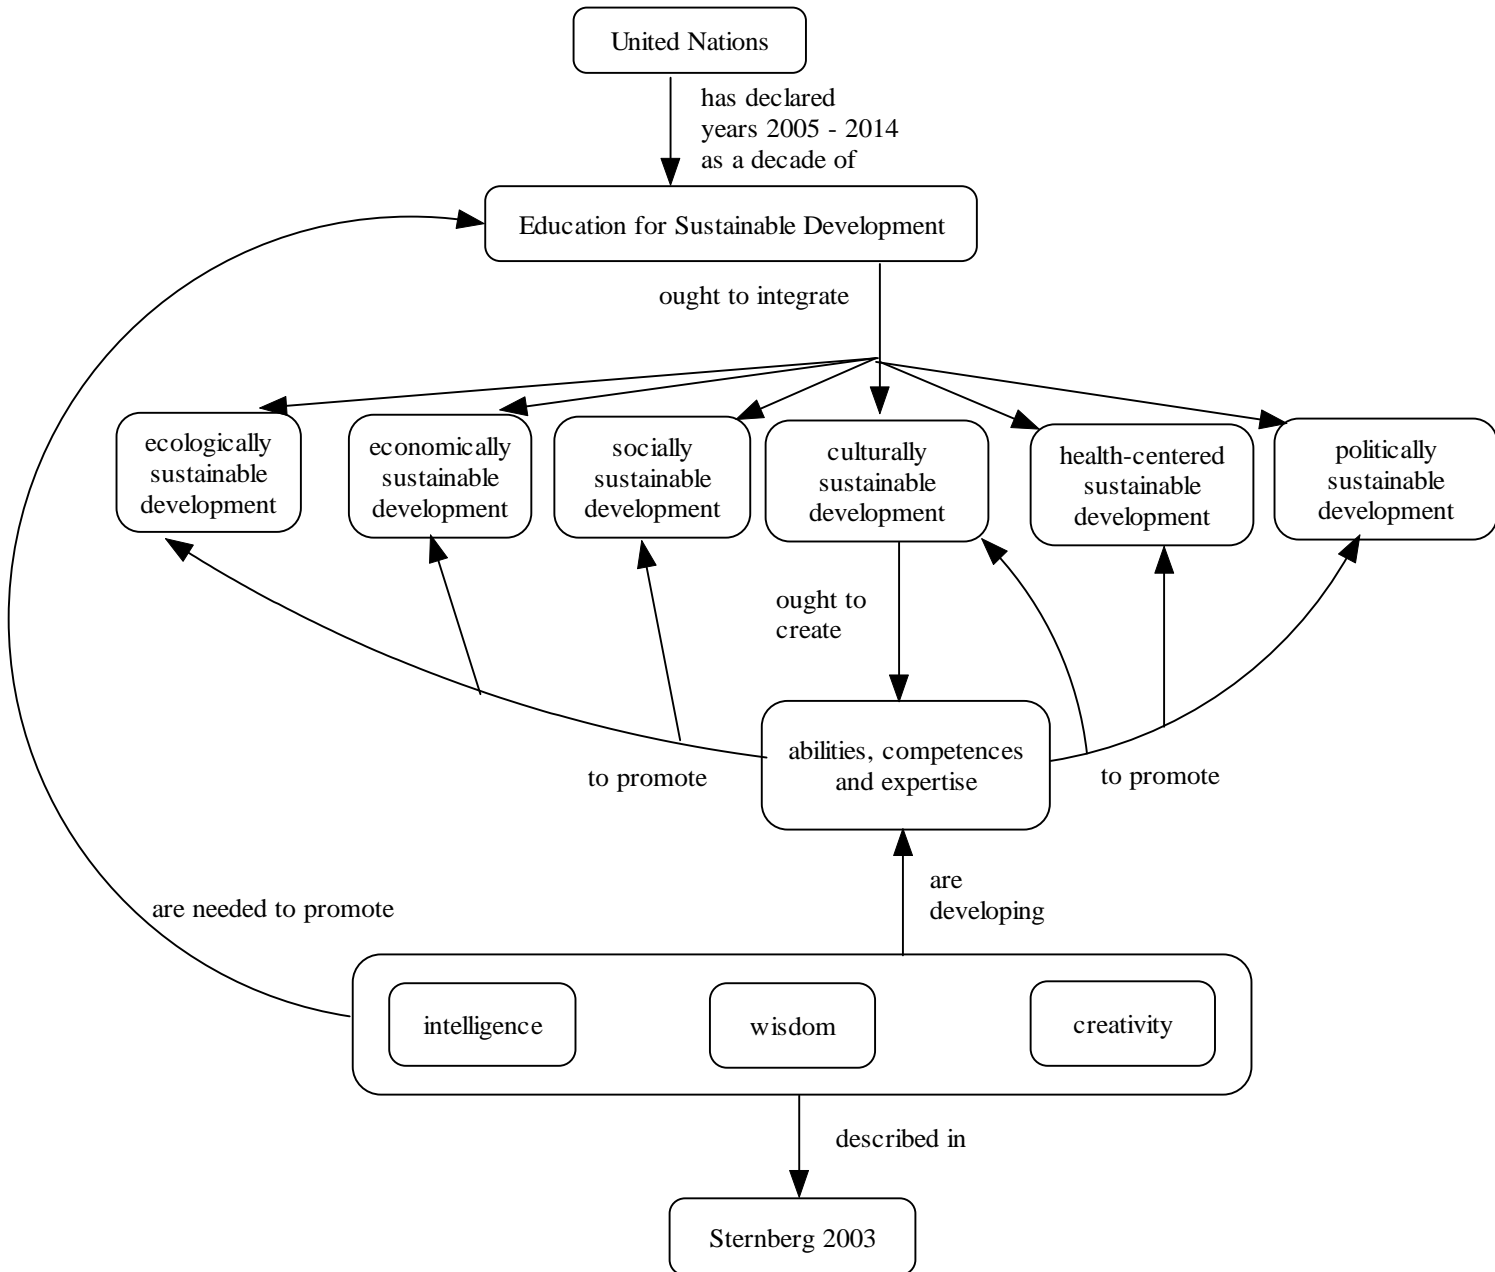 United Nations
has declared
years 2005 - 2014
as a decade of
Education for Sustainable Development
ought to integrate
ecologically
sustainable
development
economically
sustainable
development
socially
sustainable
development
culturally
sustainable
development
health-centered
sustainable
development
politically
sustainable
development
ought to
create
abilities, competences
and expertise
to promote
to promote
are
developing
are needed to promote
intelligence
wisdom
creativity
described in
Sternberg 2003